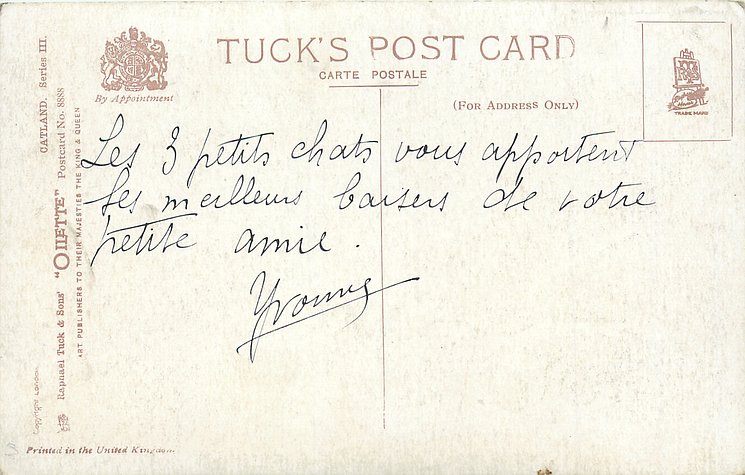 TUCK'S POST CARD
CARTE POSTALE
By Appointment
(FOR ADDRESS ONLY)
TRADE MARK
CATLAND. Series III.
Raphael Tuck & Sons' "OILETTE" Postcard No. 8888
ART PUBLISHERS TO THEIR MAJESTIES THE KING & QUEEN
Copyright London
Les 3 petits chats vous apportent
les meilleurs baisers de votre
petite amie.
Yvonne
Printed in the United Kingdom.